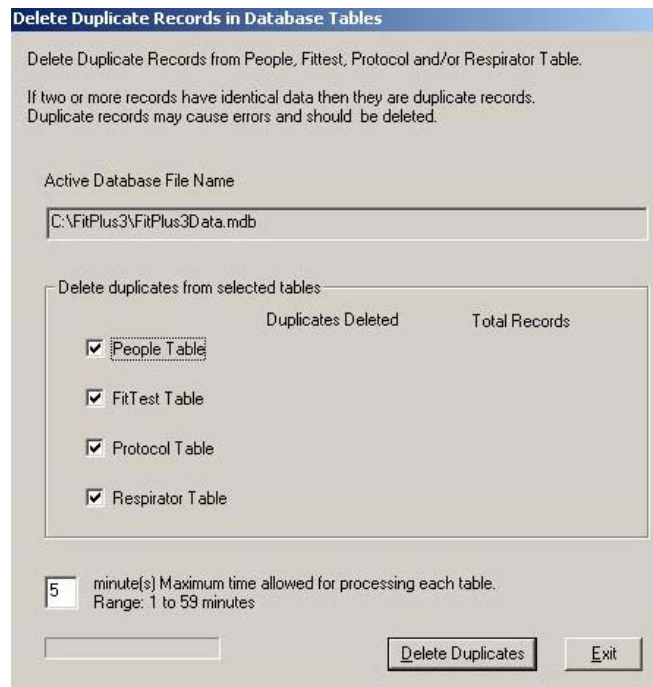 Delete Duplicate Records in Database Tables
Delete Duplicate Records from People, Fittest, Protocol and/or Respirator Table.
If two or more records have identical data then they are duplicate records.
Duplicate records may cause errors and should be deleted.
Active Database File Name
C:\FitPlus3\FitPlus3Data.mdb
Delete duplicates from selected tables
Duplicates Deleted Total Records
People Table
FitTest Table
Protocol Table
Respirator Table
5 minute(s) Maximum time allowed for processing each table.
Range: 1 to 59 minutes
Delete Duplicates Exit